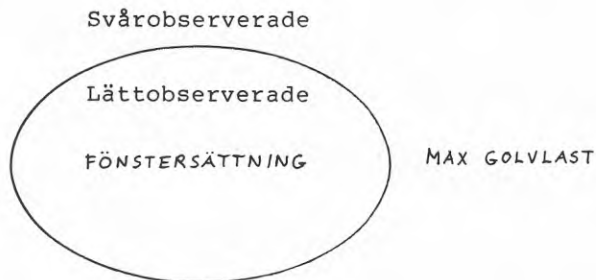 Svårobserverade
Lättobserverade
FÖNSTERSÄTTNING
MAX GOLVLAST